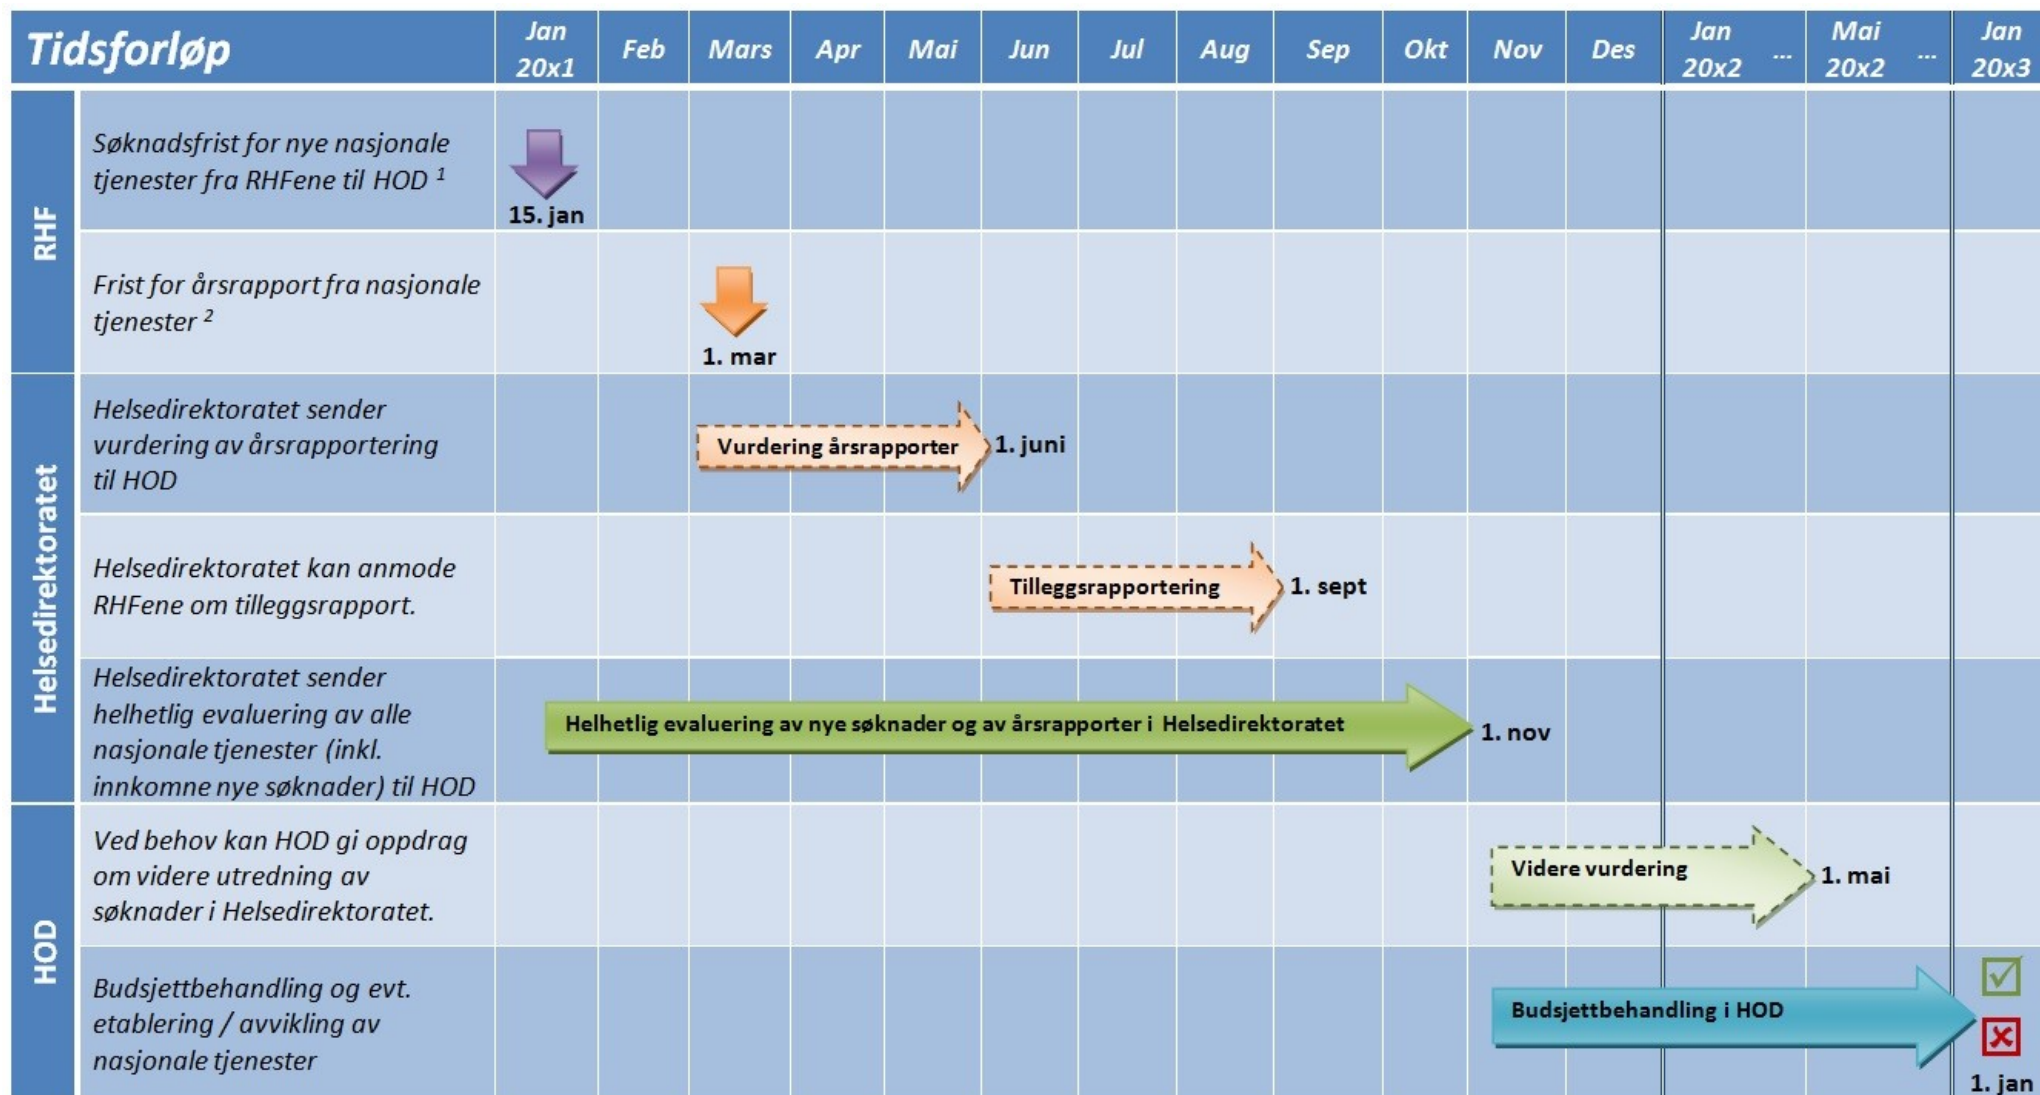 Tidsforløp
Jan
20x1
Feb
Mars
Apr
Mai
Jun
Jul
Aug
Sep
Okt
Nov
Des
Jan
20x2 ...
Mai
20x2 ...
Jan
20x3
RHF
Søknadsfrist for nye nasjonale
tjenester fra RHFene til HOD 1
15. jan
Frist for årsrapport fra nasjonale
tjenester 2
1. mar
Helsedirektoratet
Helsedirektoratet sender
vurdering av årsrapportering
til HOD
Vurdering årsrapporter
1. juni
Helsedirektoratet kan anmode
RHFene om tilleggsrapport.
Tilleggsrapportering
1. sept
Helsedirektoratet sender
helhetlig evaluering av alle
nasjonale tjenester (inkl.
innkomne nye søknader) til HOD
Helhetlig evaluering av nye søknader og av årsrapporter i Helsedirektoratet
1. nov
HOD
Ved behov kan HOD gi oppdrag
om videre utredning av
søknader i Helsedirektoratet.
Videre vurdering
1. mai
Budsjettbehandling og evt.
etablering / avvikling av
nasjonale tjenester
Budsjettbehandling i HOD
1. jan